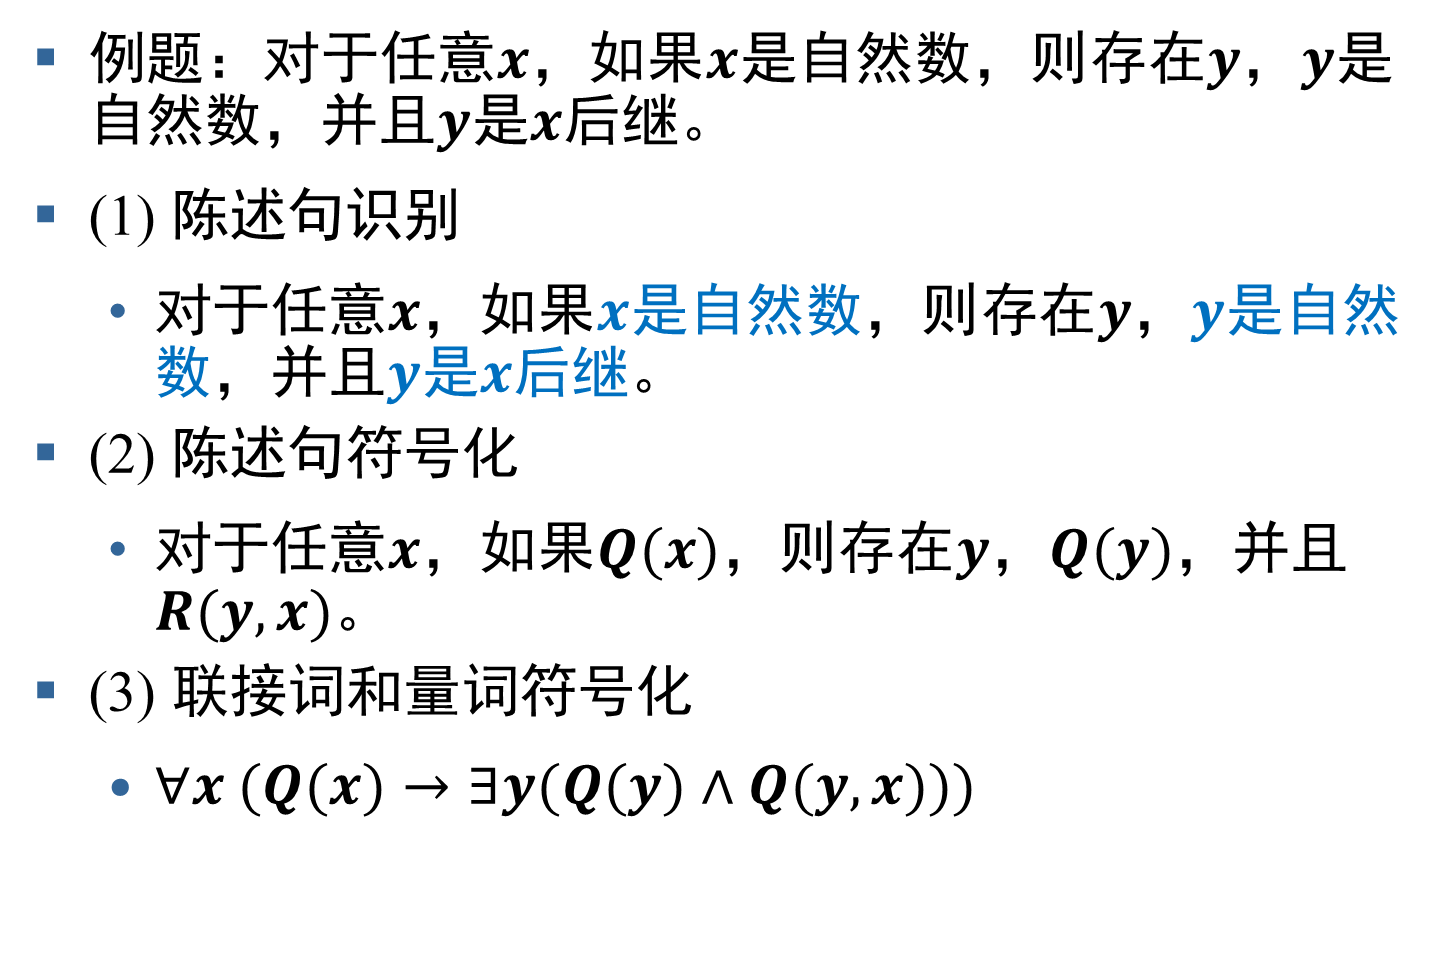 ▪ 例题：对于任意x，如果x是自然数，则存在y，y是
自然数，并且y是x后继。
▪ (1) 陈述句识别
• 对于任意x，如果x是自然数，则存在y，y是自然
数，并且y是x后继。
▪ (2) 陈述句符号化
• 对于任意x，如果Q(x)，则存在y，Q(y)，并且
R(y,x)。
▪ (3) 联接词和量词符号化
• ∀x (Q(x) → ∃y(Q(y) ∧ Q(y,x)))